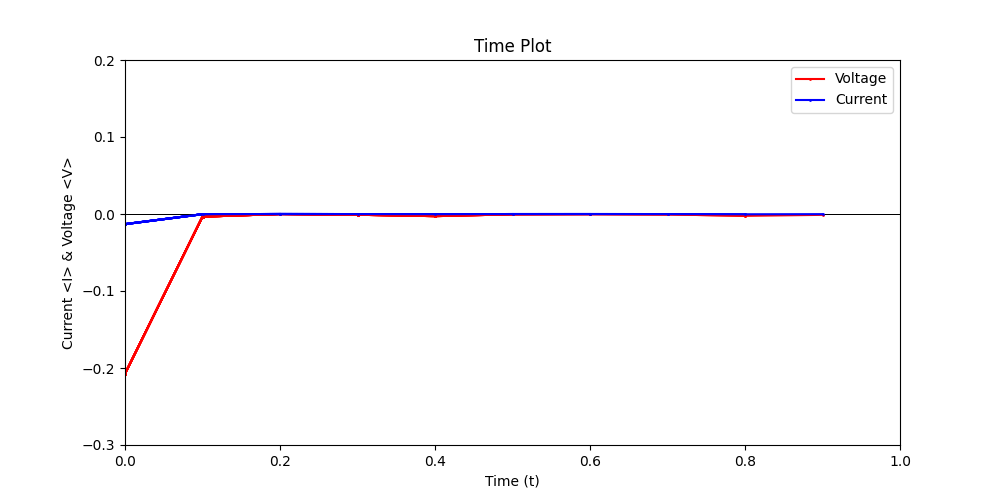 Time Plot
Voltage
Current
Current <I> & Voltage <V>
0.2
0.1
0.0
−0.1
−0.2
−0.3
0.0 0.2 0.4 0.6 0.8 1.0
Time (t)